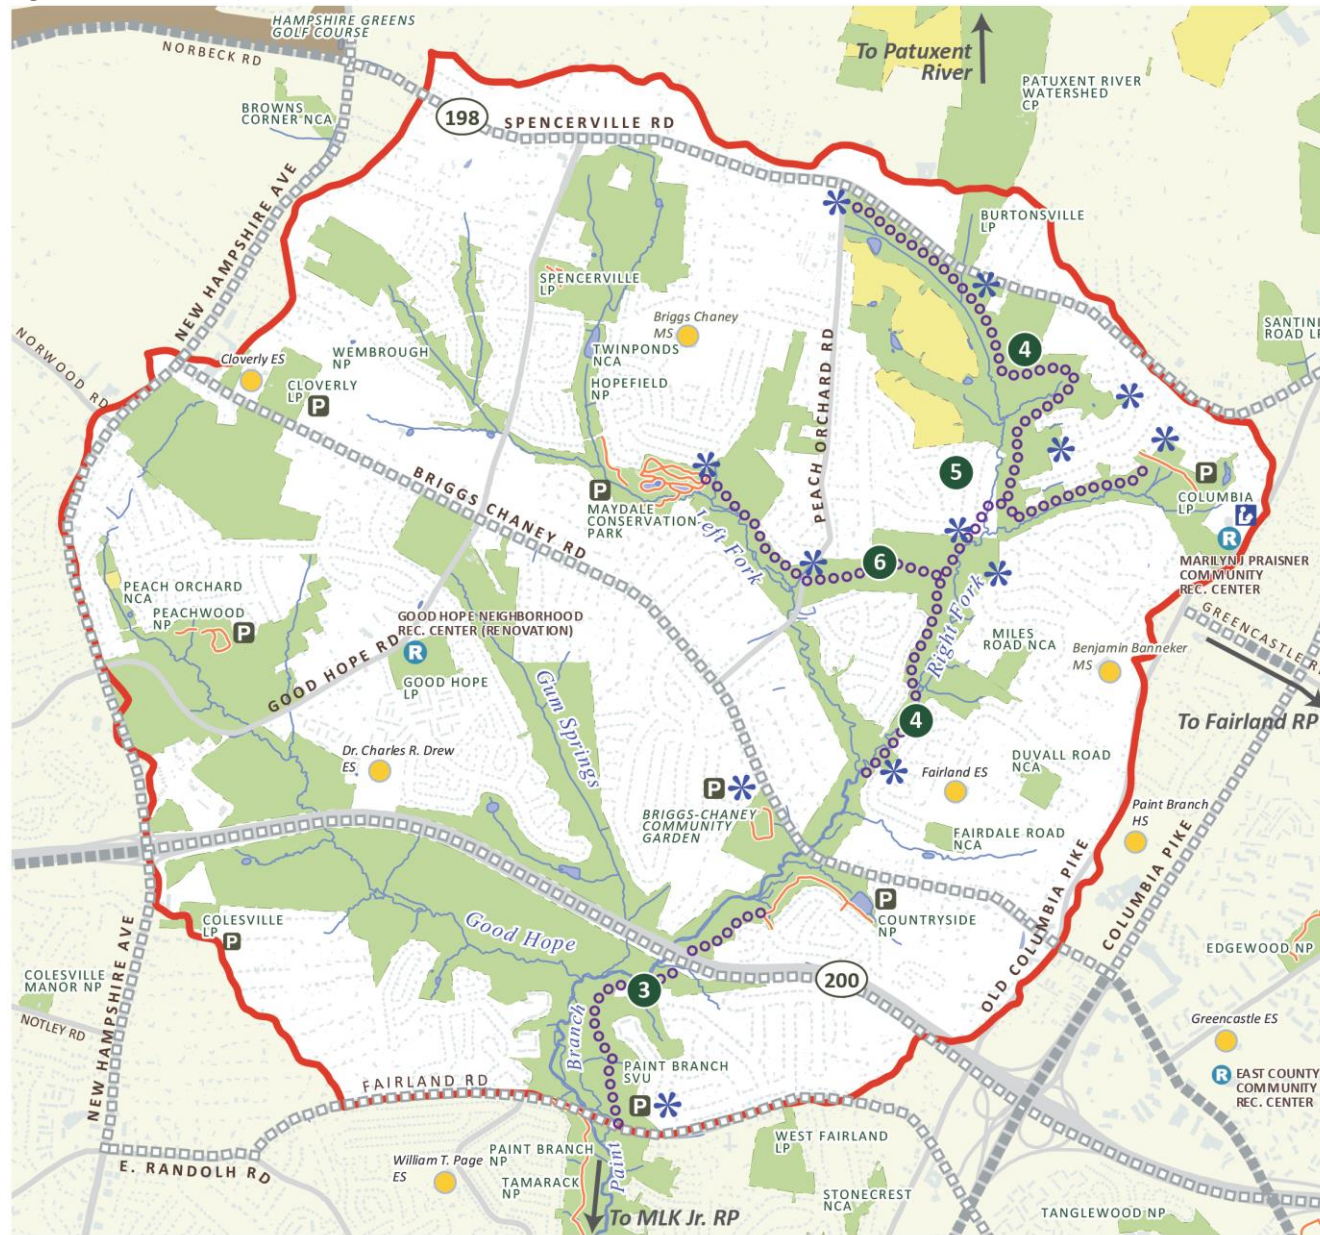 HAMPSHIRE GREENS
GOLF COURSE
NORBECK RD
To Patuxent
River
PATUXENT RIVER
WATERSHED
CP
BROWNS
CORNER NCA
198
SPENCERVILLE RD
NEW HAMPSHIRE AVE
BURTONSVILLE
LP
SPENCERVILLE
LP
Briggs Chaney
MS
SANTINI
ROAD LP
NORWOOD RD
Cloverly ES
WEMBROUGH
NP
TWINPONDS
NCA
HOPEFIELD
NP
CLOVERLY
LP
P
PEACH ORCHARD RD
4
BRIGGS CHANEY RD
5
P
COLUMBIA
LP
P
MAYDALE
CONSERVATION
PARK
Left Fork
R
MARILYN J PRAISNER
COMMUNITY
REC. CENTER
6
PEACH ORCHARD
NCA
PEACHWOOD
NP
P
GOOD HOPE NEIGHBORHOOD
REC. CENTER (RENOVATION)
R
GOOD HOPE RD
GOOD HOPE
LP
Right Fork
MILES
ROAD NCA
Benjamin Banneker
MS
GREENCASTLE RD
To Fairland RP
Gum Springs
4
Dr. Charles R. Drew
ES
DUVALL ROAD
NCA
Fairland ES
P
BRIGGS-CHANEY
COMMUNITY
GARDEN
Paint Branch
HS
FAIRDALE ROAD
NCA
COLUMBIA PIKE
OLD COLUMBIA PIKE
P
COUNTRYSIDE
NP
COLESVILLE
LP
P
Good Hope
EDGEWOOD NP
COLESVILLE
MANOR NP
NEW HAMPSHIRE AVE
NOTLEY RD
3
200
Greencastle ES
Branch
PAINT BRANCH
SVU
R
EAST COUNTY
COMMUNITY
REC. CENTER
FAIRLAND RD
P
WEST FAIRLAND
LP
E. RANDOLH RD
William T. Page
ES
PAINT BRANCH
NP
TAMARACK
NP
Paint
To MLK Jr. RP
STONECREST
NCA
TANGLEWOOD NP